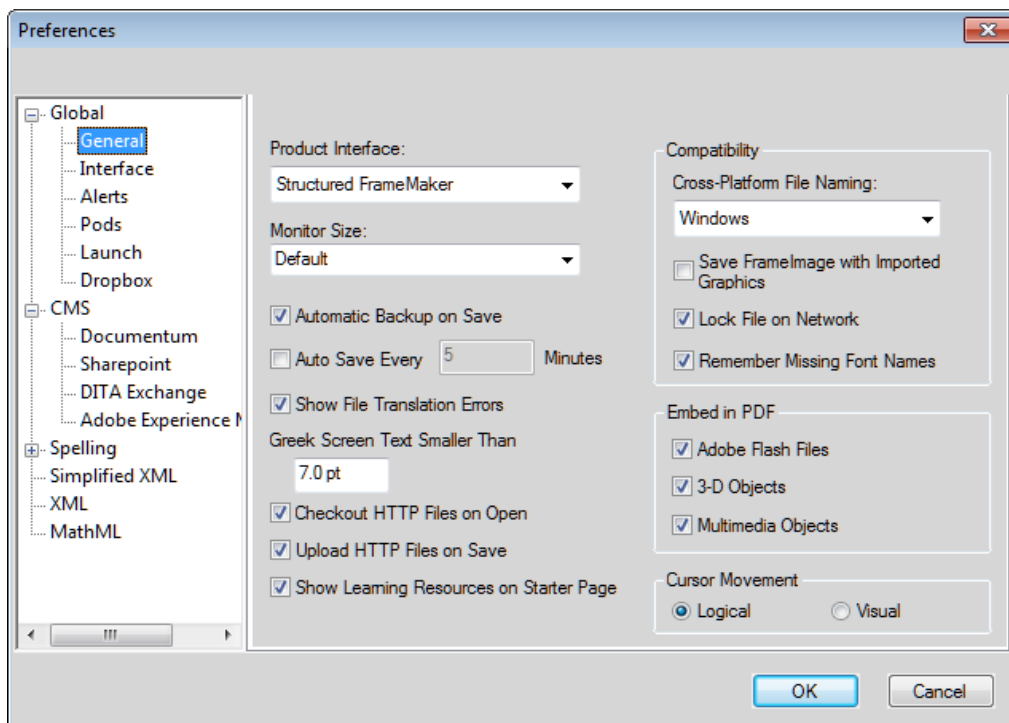 Preferences
Global
General
Interface
Alerts
Pods
Launch
Dropbox
CMS
Documentum
Sharepoint
DITA Exchange
Adobe Experience
Spelling
Simplified XML
XML
MathML
Product Interface:
Structured FrameMaker
Monitor Size:
Default
Automatic Backup on Save
Auto Save Every 5 Minutes
Show File Translation Errors
Greek Screen Text Smaller Than
7.0 pt
Checkout HTTP Files on Open
Upload HTTP Files on Save
Show Learning Resources on Starter Page
Compatibility
Cross-Platform File Naming:
Windows
Save FrameImage with Imported
Graphics
Lock File on Network
Remember Missing Font Names
Embed in PDF
Adobe Flash Files
3-D Objects
Multimedia Objects
Cursor Movement
Logical Visual
OK Cancel